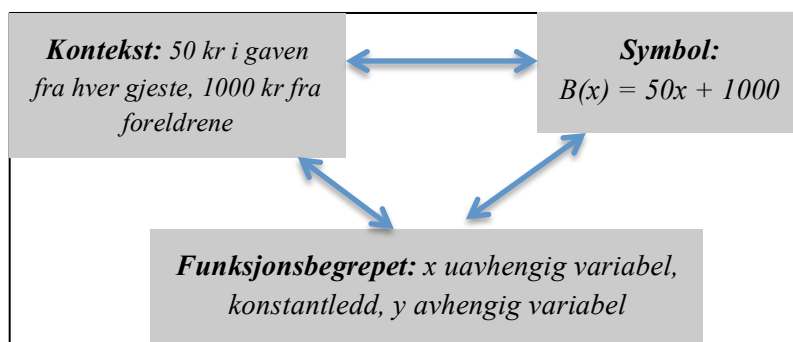 Kontekst: 50 kr i gaven
fra hver gjeste, 1000 kr fra
foreldrene
Symbol:
B(x) = 50x + 1000
Funksjonsbegrepet: x uavhengig variabel,
konstantledd, y avhengig variabel